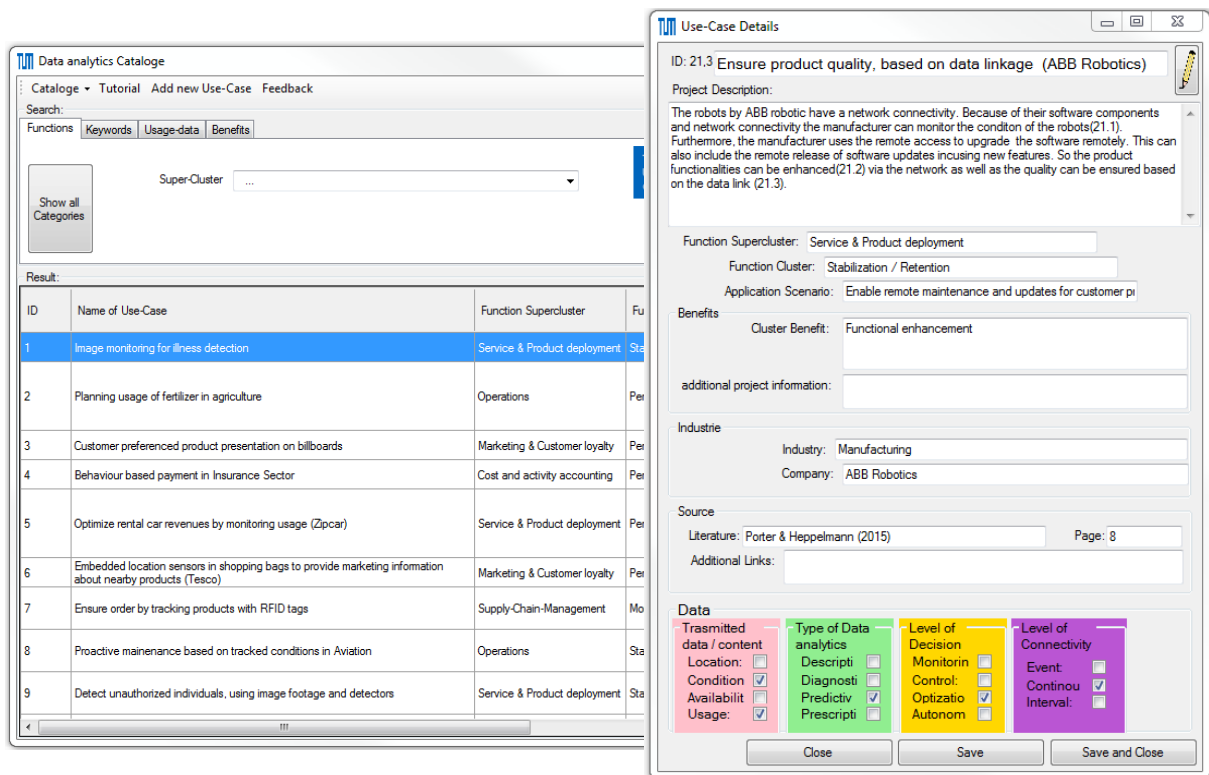 Data analytics Cataloge
Cataloge Tutorial Add new Use-Case Feedback
Search:
Functions Keywords Usage-data Benefits
Show all
Categories
Super-Cluster ...
Result:
ID Name of Use-Case Function Supercluster Fu
1 Image monitoring for illness detection Service & Product deployment Sta
2 Planning usage of fertilizer in agriculture Operations Per
3 Customer preferenced product presentation on billboards Marketing & Customer loyalty Per
4 Behaviour based payment in Insurance Sector Cost and activity accounting Per
5 Optimize rental car revenues by monitoring usage (Zipcar) Service & Product deployment Per
6 Embedded location sensors in shopping bags to provide marketing information
about nearby products (Tesco) Marketing & Customer loyalty Per
7 Ensure order by tracking products with RFID tags Supply-Chain-Management Mo
8 Proactive mainenance based on tracked conditions in Aviation Operations Sta
9 Detect unauthorized individuals, using image footage and detectors Service & Product deployment Sta
TUM Use-Case Details
ID: 21,3 Ensure product quality, based on data linkage (ABB Robotics)
Project Description:
The robots by ABB robotic have a network connectivity. Because of their software components
and network connectivity the manufacturer can monitor the conditon of the robots(21.1).
Furthermore, the manufacturer uses the remote access to upgrade the software remotely. This can
also include the remote release of software updates incusing new features. So the product
functionalities can be enhanced(21.2) via the network as well as the quality can be ensured based
on the data link (21.3).
Function Supercluster: Service & Product deployment
Function Cluster: Stabilization / Retention
Application Scenario: Enable remote maintenance and updates for customer pr
Benefits
Cluster Benefit: Functional enhancement
additional project information:
Industrie
Industry: Manufacturing
Company: ABB Robotics
Source
Literature: Porter & Heppelmann (2015) Page: 8
Additional Links:
Data
Trasmitted
data / content
Location:
Condition
Availabilit
Usage:
Type of Data
analytics
Descripti
Diagnosti
Predictiv
Prescripti
Level of
Decision
Monitorin
Control:
Optizatio
Autonom
Level of
Connectivity
Event:
Continou
Interval:
Close Save Save and Close